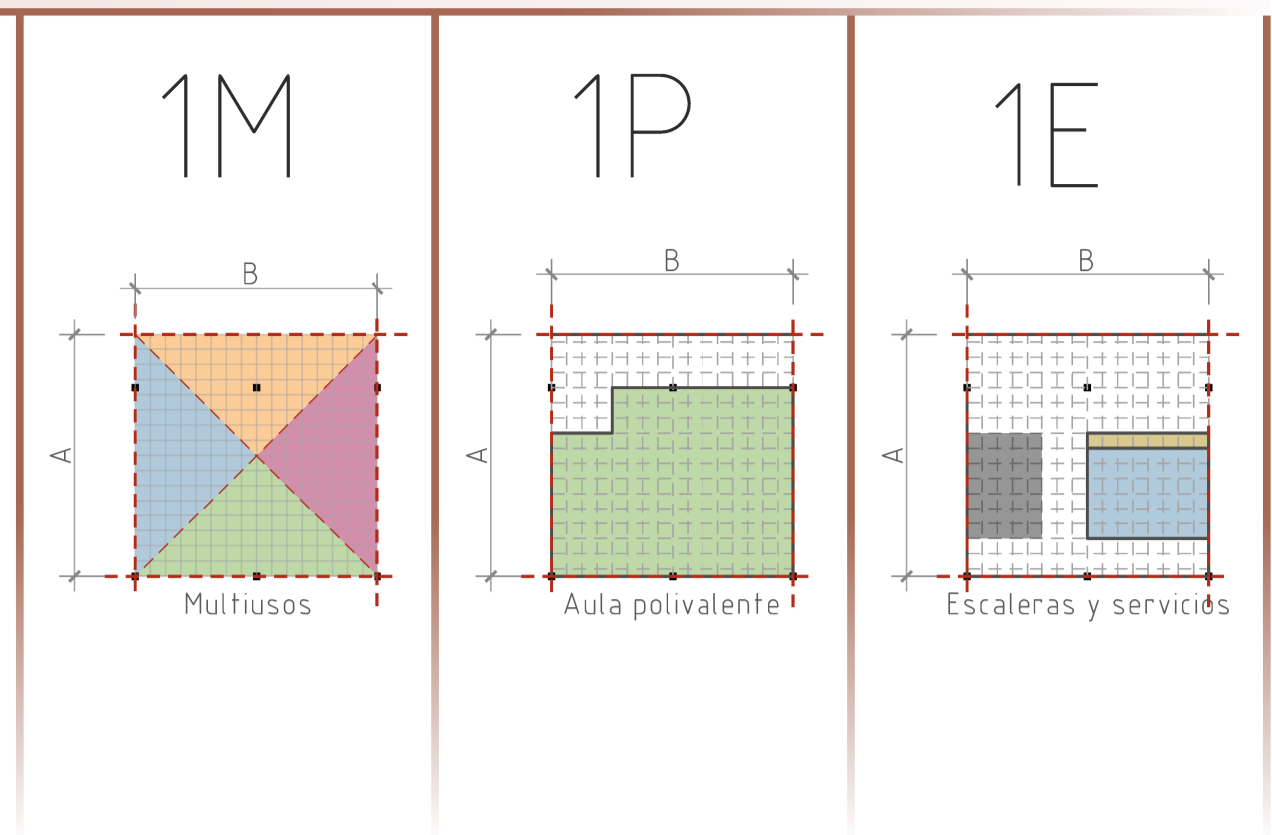 1M
1P
1E
B
B
B
A
A
A
Multiusos
Aula polivalente
Escaleras y servicios